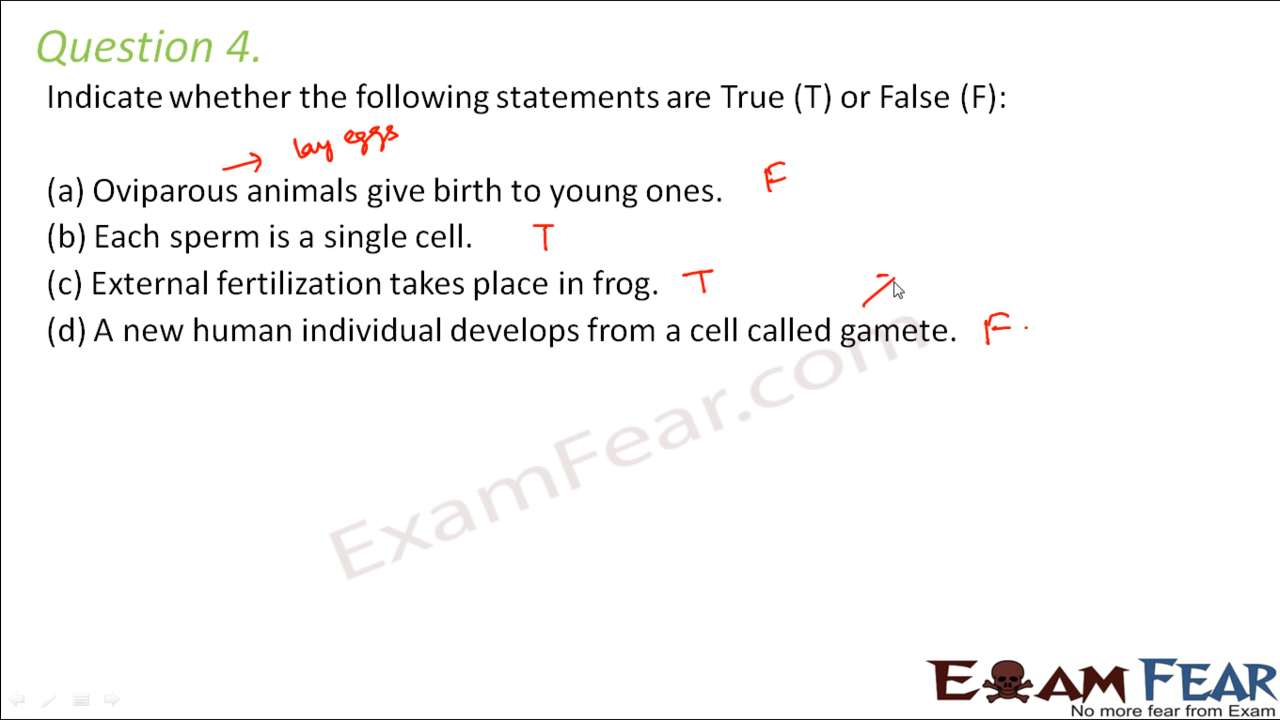 Question 4.
Indicate whether the following statements are True (T) or False (F):
lay eggs
(a) Oviparous animals give birth to young ones. F
(b) Each sperm is a single cell. T
(c) External fertilization takes place in frog. T
(d) A new human individual develops from a cell called gamete. F.
ExamFear.com
EXAM FEAR
No more fear from Exam